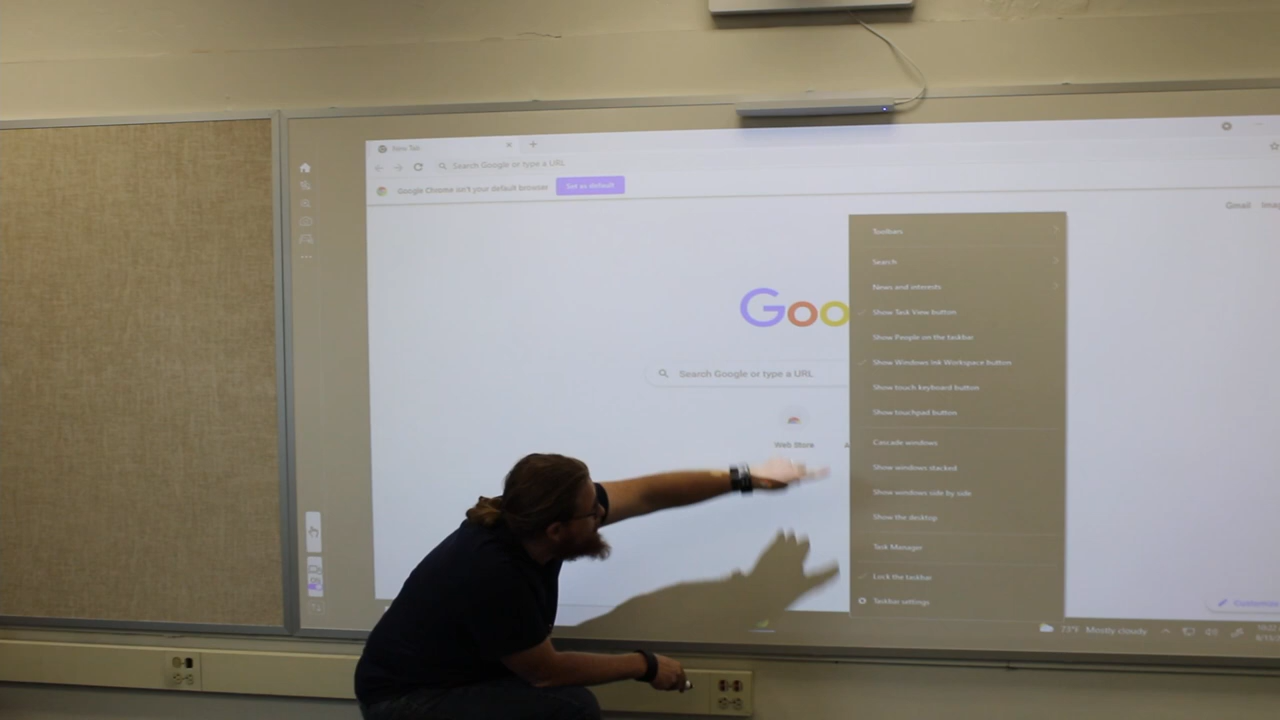 New Tab
Search Google or type a URL
Google Chrome isn't your default browser
Set as default
Gmail
Goo
Search Google or type a URL
Web Store
Toolbars
Search
News and interests
Show Task View button
Show People on the taskbar
Show Windows Ink Workspace button
Show touch keyboard button
Show touchpad button
Cascade windows
Show windows stacked
Show windows side by side
Show the desktop
Task Manager
Lock the taskbar
Taskbar settings
73°F Mostly cloudy